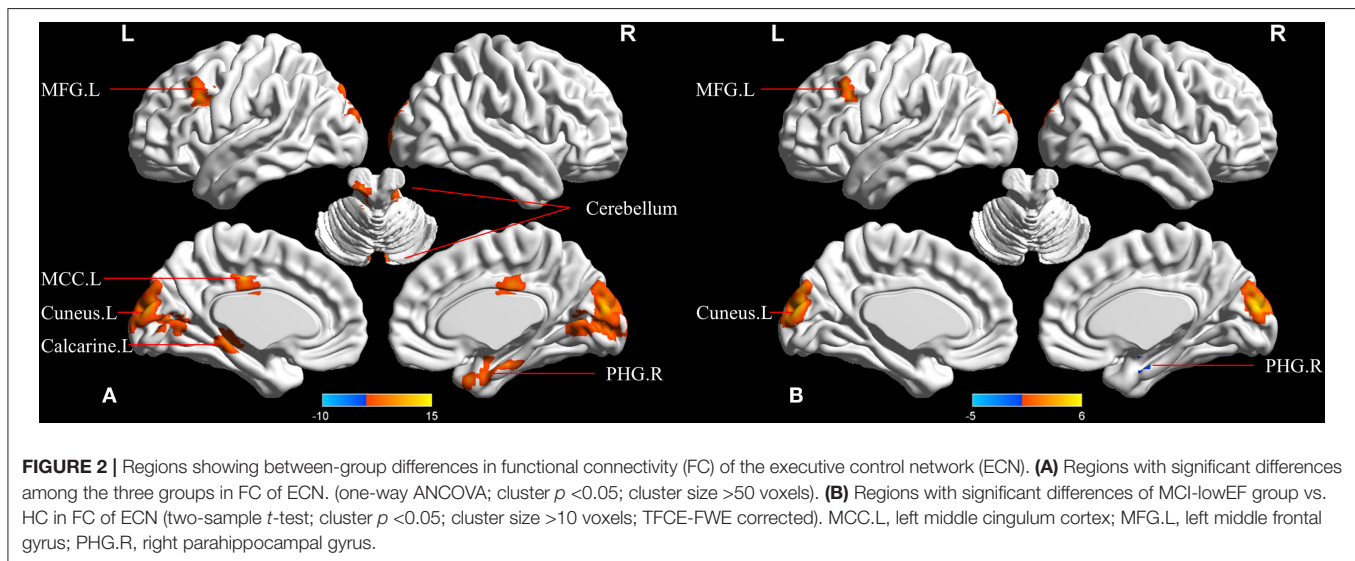 L R L R
MFG.L MFG.L
Cerebellum
MCC.L
Cuneus.L Cuneus.L
Calcarine.L
PHG.R PHG.R
A B
-10 15 -5 6
FIGURE 2 | Regions showing between-group differences in functional connectivity (FC) of the executive control network (ECN). (A) Regions with significant differences
among the three groups in FC of ECN. (one-way ANCOVA; cluster p <0.05; cluster size >50 voxels). (B) Regions with significant differences of MCI-lowEF group vs.
HC in FC of ECN (two-sample t-test; cluster p <0.05; cluster size >10 voxels; TFCE-FWE corrected). MCC.L, left middle cingulum cortex; MFG.L, left middle frontal
gyrus; PHG.R, right parahippocampal gyrus.